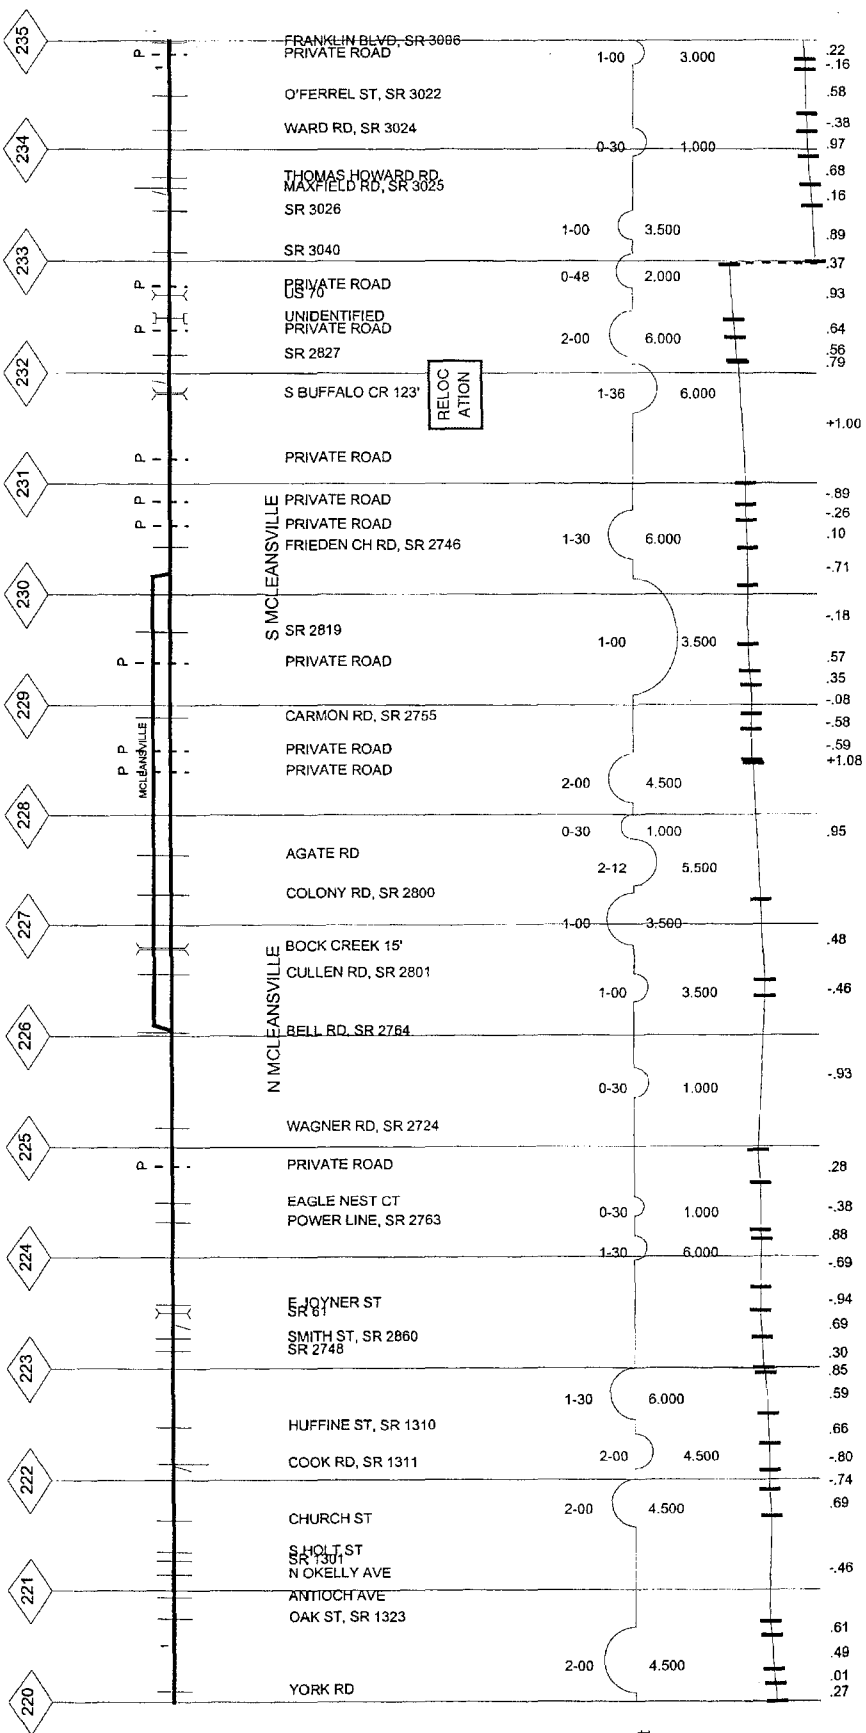 235
FRANKLIN BLVD, SR 3006
P PRIVATE ROAD 1-00 3.000 .22
-.16
1
O'FERREL ST, SR 3022 .58
WARD RD, SR 3024 -.38
234 0-30 1.000 .97
THOMAS HOWARD RD .68
MAXFIELD RD, SR 3025 .16
SR 3026
1-00 3.500 .89
SR 3040
233 .37
0-48 2.000
P PRIVATE ROAD .93
US 70
UNIDENTIFIED
P PRIVATE ROAD .64
2-00 6.000
SR 2827 .56
.79
232
S BUFFALO CR 123' RELOC ATION 1-36 6.000
+1.00
P PRIVATE ROAD
231
-.89
P PRIVATE ROAD
-.26
P PRIVATE ROAD .10
FRIEDEN CH RD, SR 2746 1-30 6.000
-.71
S MCLEANSVILLE
230
-.18
SR 2819
1-00 3.500
P PRIVATE ROAD .57
.35
229 -.08
CARMON RD, SR 2755 -.58
MCLEANSVILLE
P PRIVATE ROAD -.59
+1.08
P PRIVATE ROAD
2-00 4.500
228
0-30 1.000 .95
AGATE RD
2-12 5.500
COLONY RD, SR 2800
227 1-00 3.500
.48
BOCK CREEK 15'
CULLEN RD, SR 2801
1-00 3.500 -.46
N MCLEANSVILLE
226 BELL RD, SR 2764
-.93
0-30 1.000
WAGNER RD, SR 2724
225
P PRIVATE ROAD .28
EAGLE NEST CT -.38
0-30 1.000
POWER LINE, SR 2763
.88
224 1-30 6.000
-.69
E JOYNER ST -.94
SR 61
.69
SMITH ST, SR 2860
SR 2748 .30
223 .85
.59
1-30 6.000
HUFFINE ST, SR 1310 .66
2-00 4.500 -.80
COOK RD, SR 1311
222 -.74
.69
2-00 4.500
CHURCH ST
S HOLT ST
SR 1301
N OKELLY AVE -.46
221
ANTIOCH AVE
OAK ST, SR 1323 .61
1 .49
2-00 4.500
.01
YORK RD .27
220